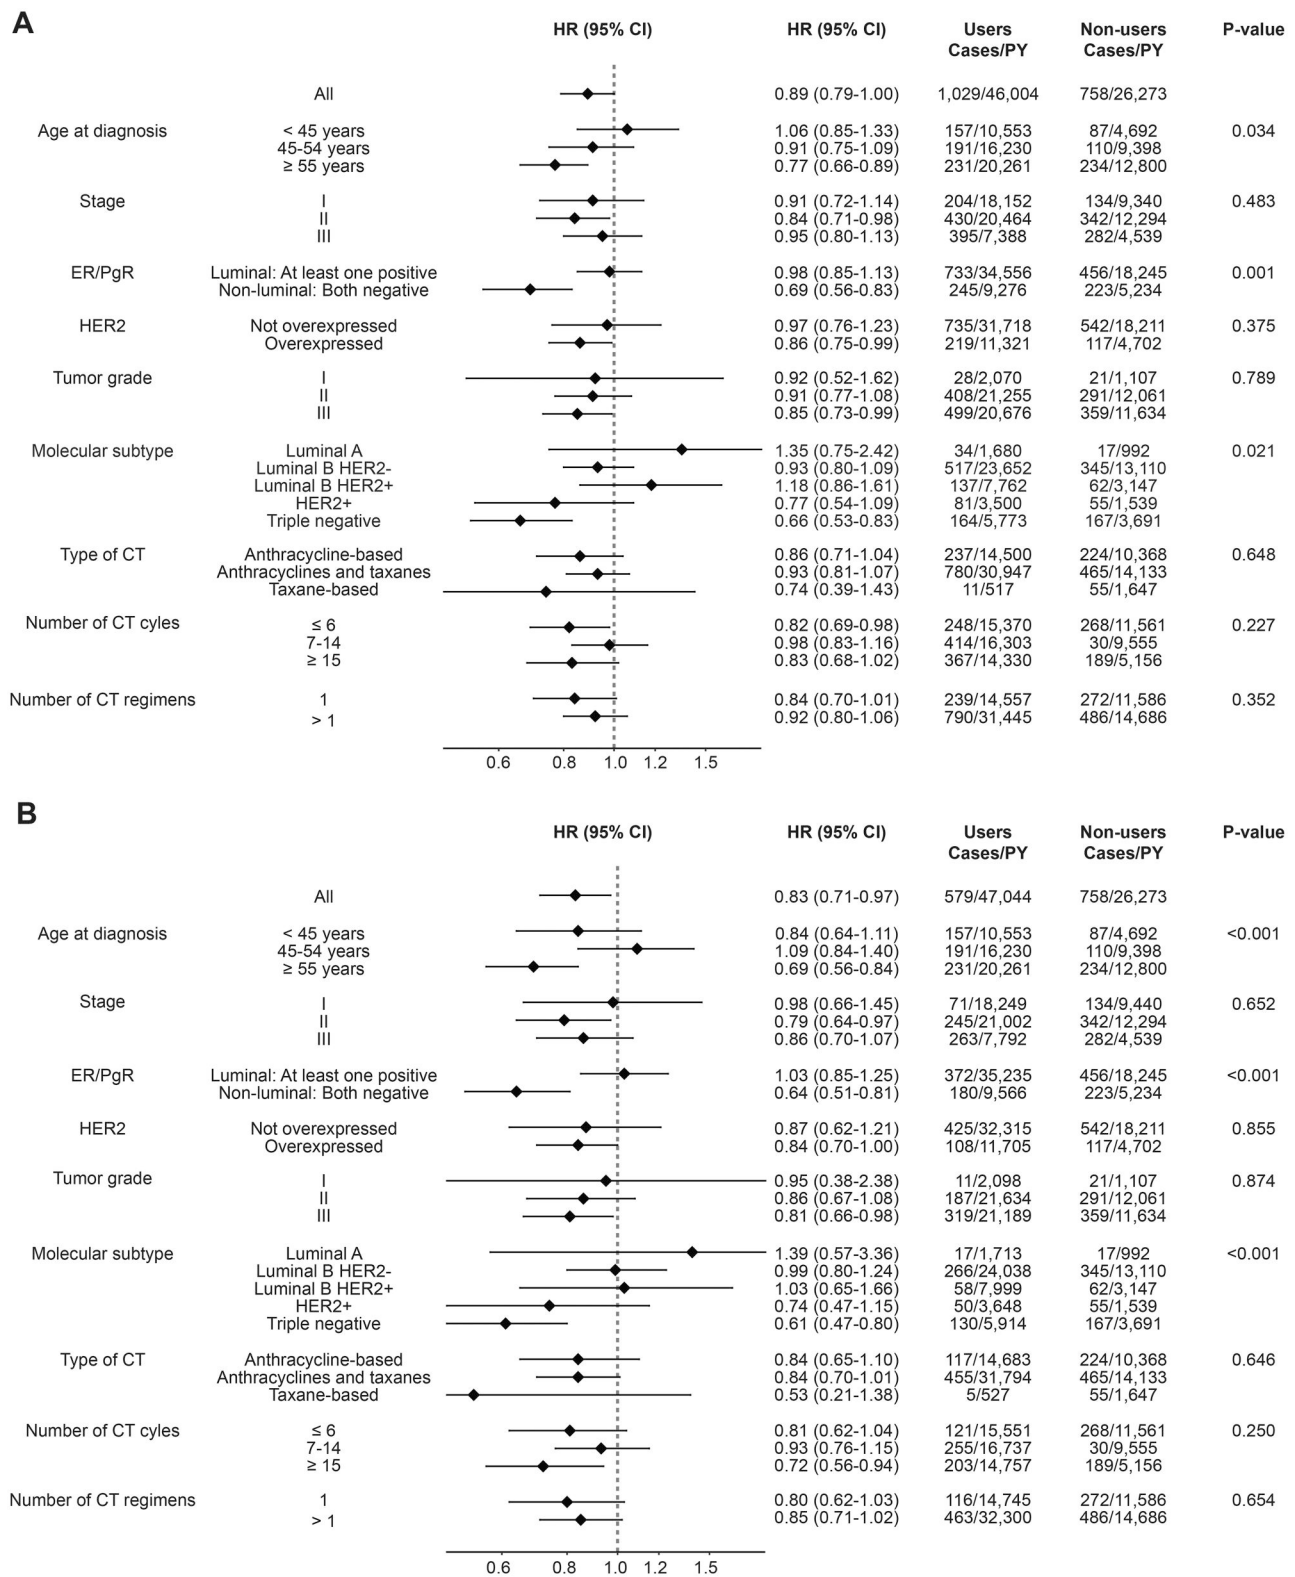 A
HR (95% CI) HR (95% CI) Users Non-users P-value
Cases/PY Cases/PY
All 0.89 (0.79-1.00) 1,029/46,004 758/26,273
Age at diagnosis < 45 years 1.06 (0.85-1.33) 157/10,553 87/4,692 0.034
45-54 years 0.91 (0.75-1.09) 191/16,230 110/9,398
≥ 55 years 0.77 (0.66-0.89) 231/20,261 234/12,800
Stage I 0.91 (0.72-1.14) 204/18,152 134/9,340 0.483
II 0.84 (0.71-0.98) 430/20,464 342/12,294
III 0.95 (0.80-1.13) 395/7,388 282/4,539
ER/PgR Luminal: At least one positive 0.98 (0.85-1.13) 733/34,556 456/18,245 0.001
Non-luminal: Both negative 0.69 (0.56-0.83) 245/9,276 223/5,234
HER2 Not overexpressed 0.97 (0.76-1.23) 735/31,718 542/18,211 0.375
Overexpressed 0.86 (0.75-0.99) 219/11,321 117/4,702
Tumor grade I 0.92 (0.52-1.62) 28/2,070 21/1,107 0.789
II 0.91 (0.77-1.08) 408/21,255 291/12,061
III 0.85 (0.73-0.99) 499/20,676 359/11,634
Molecular subtype Luminal A 1.35 (0.75-2.42) 34/1,680 17/992 0.021
Luminal B HER2- 0.93 (0.80-1.09) 517/23,652 345/13,110
Luminal B HER2+ 1.18 (0.86-1.61) 137/7,762 62/3,147
HER2+ 0.77 (0.54-1.09) 81/3,500 55/1,539
Triple negative 0.66 (0.53-0.83) 164/5,773 167/3,691
Type of CT Anthracycline-based 0.86 (0.71-1.04) 237/14,500 224/10,368 0.648
Anthracyclines and taxanes 0.93 (0.81-1.07) 780/30,947 465/14,133
Taxane-based 0.74 (0.39-1.43) 11/517 55/1,647
Number of CT cyles ≤ 6 0.82 (0.69-0.98) 248/15,370 268/11,561 0.227
7-14 0.98 (0.83-1.16) 414/16,303 30/9,555
≥ 15 0.83 (0.68-1.02) 367/14,330 189/5,156
Number of CT regimens 1 0.84 (0.70-1.01) 239/14,557 272/11,586 0.352
> 1 0.92 (0.80-1.06) 790/31,445 486/14,686
0.6 0.8 1.0 1.2 1.5
B
HR (95% CI) HR (95% CI) Users Non-users P-value
Cases/PY Cases/PY
All 0.83 (0.71-0.97) 579/47,044 758/26,273
Age at diagnosis < 45 years 0.84 (0.64-1.11) 157/10,553 87/4,692 <0.001
45-54 years 1.09 (0.84-1.40) 191/16,230 110/9,398
≥ 55 years 0.69 (0.56-0.84) 231/20,261 234/12,800
Stage I 0.98 (0.66-1.45) 71/18,249 134/9,440 0.652
II 0.79 (0.64-0.97) 245/21,002 342/12,294
III 0.86 (0.70-1.07) 263/7,792 282/4,539
ER/PgR Luminal: At least one positive 1.03 (0.85-1.25) 372/35,235 456/18,245 <0.001
Non-luminal: Both negative 0.64 (0.51-0.81) 180/9,566 223/5,234
HER2 Not overexpressed 0.87 (0.62-1.21) 425/32,315 542/18,211 0.855
Overexpressed 0.84 (0.70-1.00) 108/11,705 117/4,702
Tumor grade I 0.95 (0.38-2.38) 11/2,098 21/1,107 0.874
II 0.86 (0.67-1.08) 187/21,634 291/12,061
III 0.81 (0.66-0.98) 319/21,189 359/11,634
Molecular subtype Luminal A 1.39 (0.57-3.36) 17/1,713 17/992 <0.001
Luminal B HER2- 0.99 (0.80-1.24) 266/24,038 345/13,110
Luminal B HER2+ 1.03 (0.65-1.66) 58/7,999 62/3,147
HER2+ 0.74 (0.47-1.15) 50/3,648 55/1,539
Triple negative 0.61 (0.47-0.80) 130/5,914 167/3,691
Type of CT Anthracycline-based 0.84 (0.65-1.10) 117/14,683 224/10,368 0.646
Anthracyclines and taxanes 0.84 (0.70-1.01) 455/31,794 465/14,133
Taxane-based 0.53 (0.21-1.38) 5/527 55/1,647
Number of CT cyles ≤ 6 0.81 (0.62-1.04) 121/15,551 268/11,561 0.250
7-14 0.93 (0.76-1.15) 255/16,737 30/9,555
≥ 15 0.72 (0.56-0.94) 203/14,757 189/5,156
Number of CT regimens 1 0.80 (0.62-1.03) 116/14,745 272/11,586 0.654
> 1 0.85 (0.71-1.02) 463/32,300 486/14,686
0.6 0.8 1.0 1.2 1.5